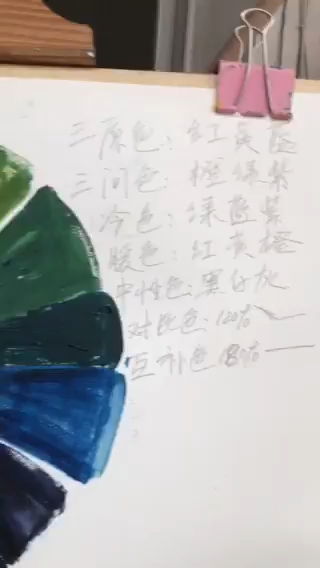 三原色：红黄蓝
三间色：橙绿紫
冷色：绿蓝紫
暖色：红黄橙
中性色：黑白灰
对比色：120%
互补色 180%